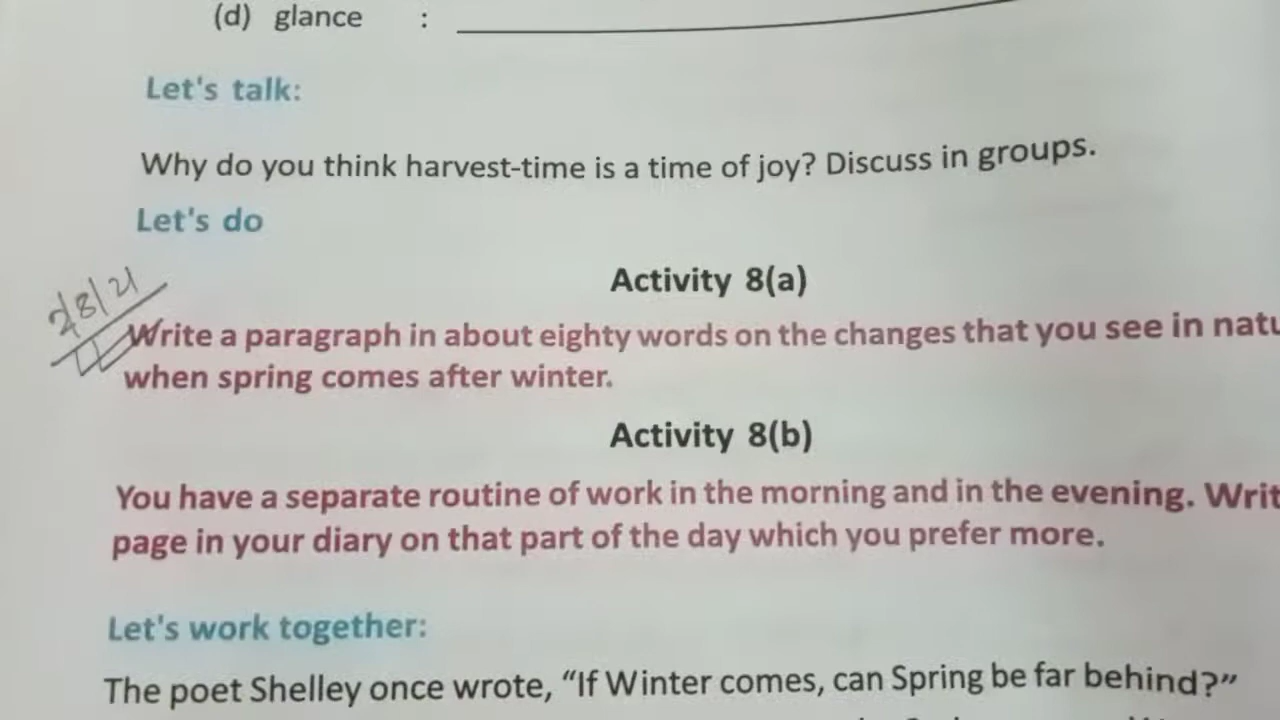 (d) glance :
Let's talk:
Why do you think harvest-time is a time of joy? Discuss in groups.
Let's do
Activity 8(a)
2/8/21
Write a paragraph in about eighty words on the changes that you see in natu
when spring comes after winter.
Activity 8(b)
You have a separate routine of work in the morning and in the evening. Writ
page in your diary on that part of the day which you prefer more.
Let's work together:
The poet Shelley once wrote, “If Winter comes, can Spring be far behind?”